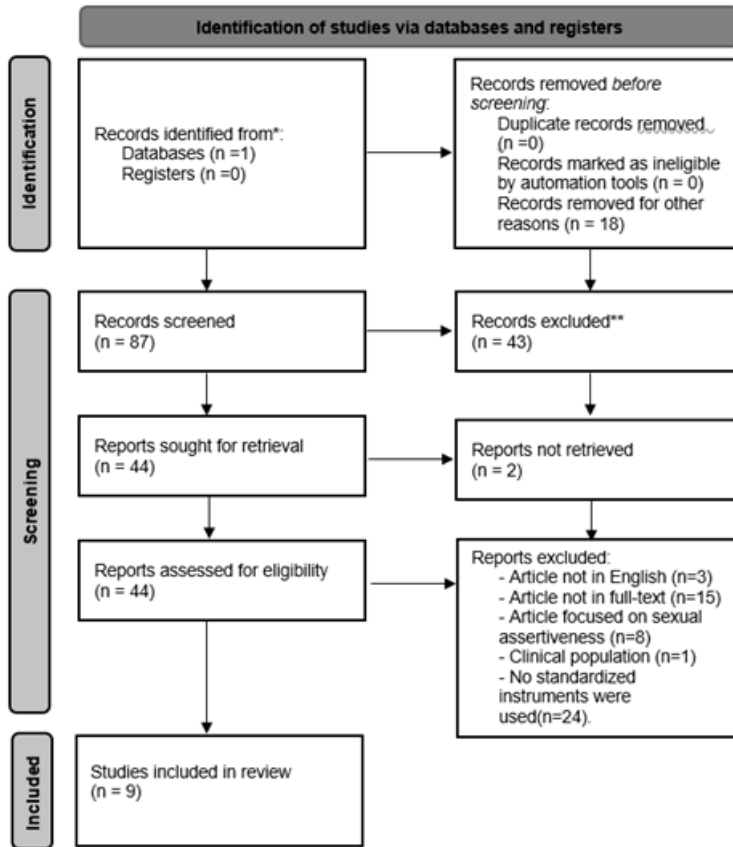 Identification of studies via databases and registers
Identification
Records identified from*:
Databases (n =1)
Registers (n =0)
Records removed before
screening:
Duplicate records removed
(n =0)
Records marked as ineligible
by automation tools (n = 0)
Records removed for other
reasons (n = 18)
Screening
Records screened
(n = 87)
Records excluded**
(n = 43)
Reports sought for retrieval
(n = 44)
Reports not retrieved
(n = 2)
Reports assessed for eligibility
(n = 44)
Reports excluded:
- Article not in English (n=3)
- Article not in full-text (n=15)
- Article focused on sexual
assertiveness (n=8)
- Clinical population (n=1)
- No standardized
instruments were
used(n=24).
Included
Studies included in review
(n = 9)